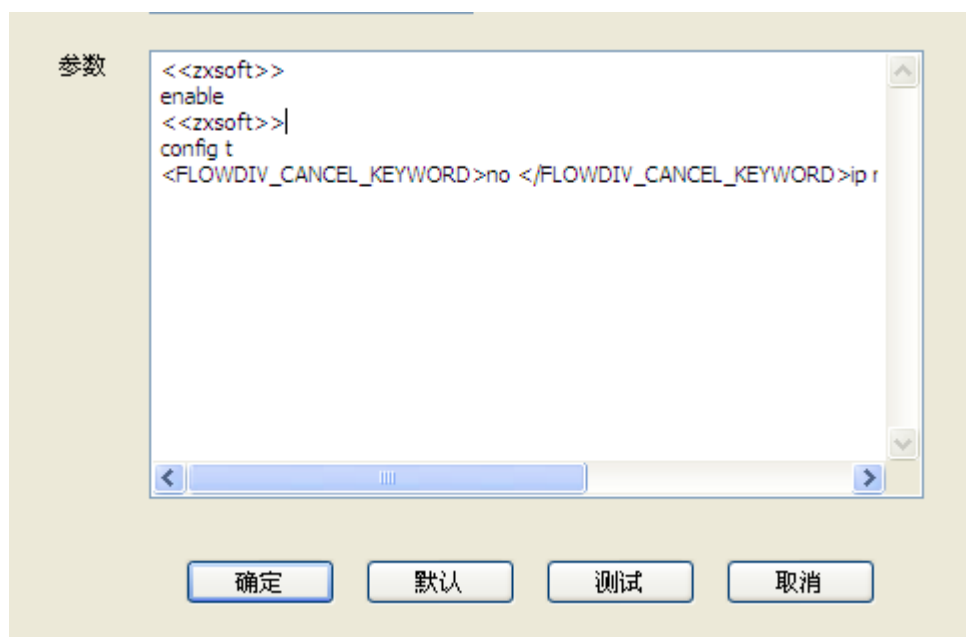 参数
<<zxsoft>>
enable
<<zxsoft>>
config t
<FLOWDIV_CANCEL_KEYWORD>no </FLOWDIV_CANCEL_KEYWORD>ip r
确定 默认 测试 取消